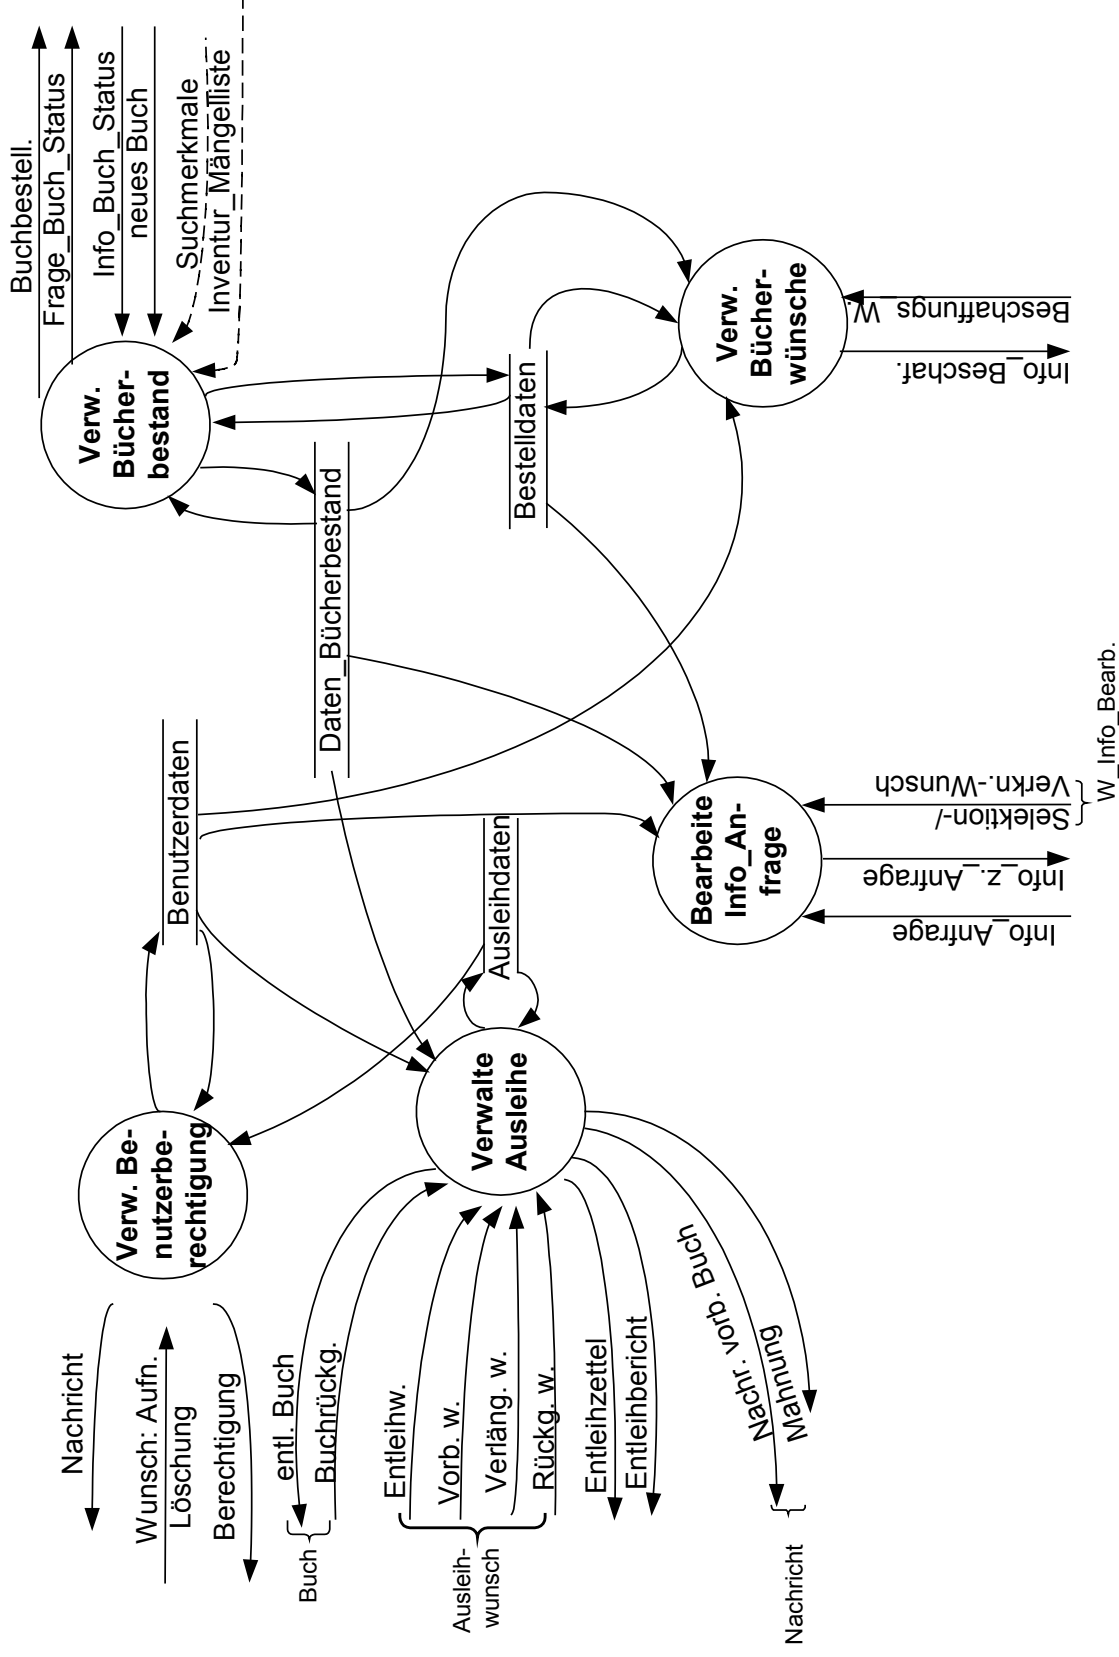 Nachricht
Wunsch: Aufn.
Löschung
Berechtigung
Verw. Be-
nutzerbe-
rechtigung
Benutzerdaten
Buchbestell.
Frage_Buch_Status
Info_Buch_Status
neues Buch
Suchmerkmale
Inventur_Mängelliste
Verw.
Bücher-
bestand
Daten_Bücherbestand
Bestelldaten
Ausleihdaten
Buch
entl. Buch
Buchrückg.
Ausleih-
wunsch
Entleihw.
Vorb. w.
Verläng. w.
Rückg. w.
Verwalte
Ausleihe
Entleihzettel
Entleihbericht
Nachricht
Nachr. vorb. Buch
Mahnung
Bearbeite
Info_An-
frage
Info_Anfrage
Info_z._Anfrage
Selektion-/
Verkn.-Wunsch
W_Info_Bearb.
Verw.
Bücher-
wünsche
Info_Beschaf.
Beschaffungs_W.